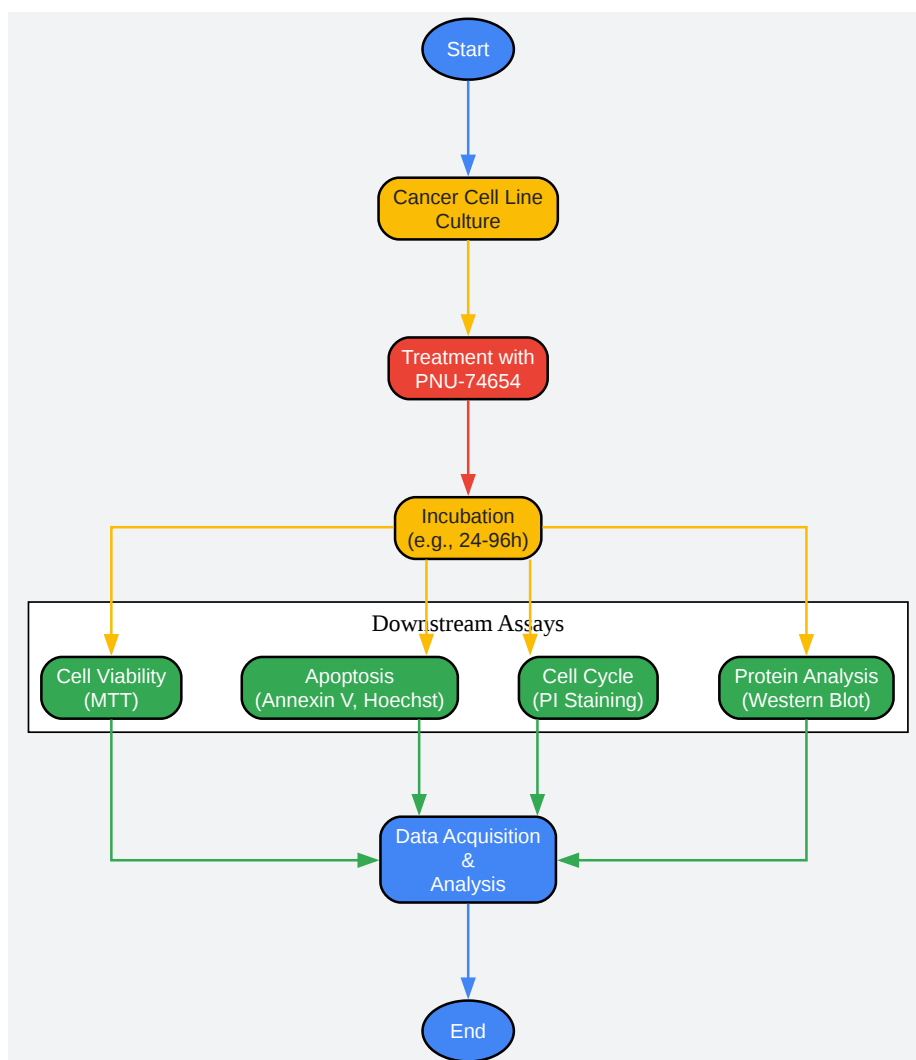 Start
Cancer Cell Line
Culture
Treatment with
PNU-74654
Incubation
(e.g., 24-96h)
Downstream Assays
Cell Viability
(MTT)
Apoptosis
(Annexin V, Hoechst)
Cell Cycle
(PI Staining)
Protein Analysis
(Western Blot)
Data Acquisition
&
Analysis
End